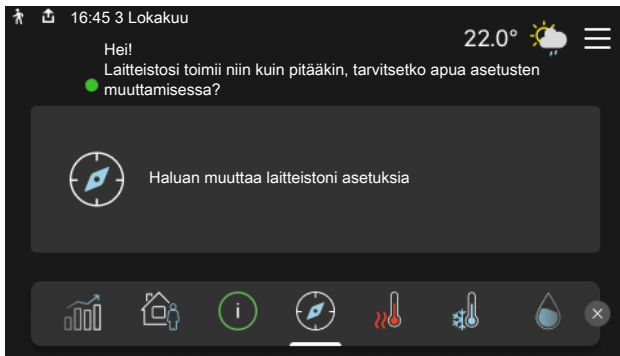 16:45 3 Lokakuu
22.0°
Hei!
Laitteistosi toimii niin kuin pitääkin, tarvitsetko apua asetusten
muuttamisessa?
Haluan muuttaa laitteistoni asetuksia
i